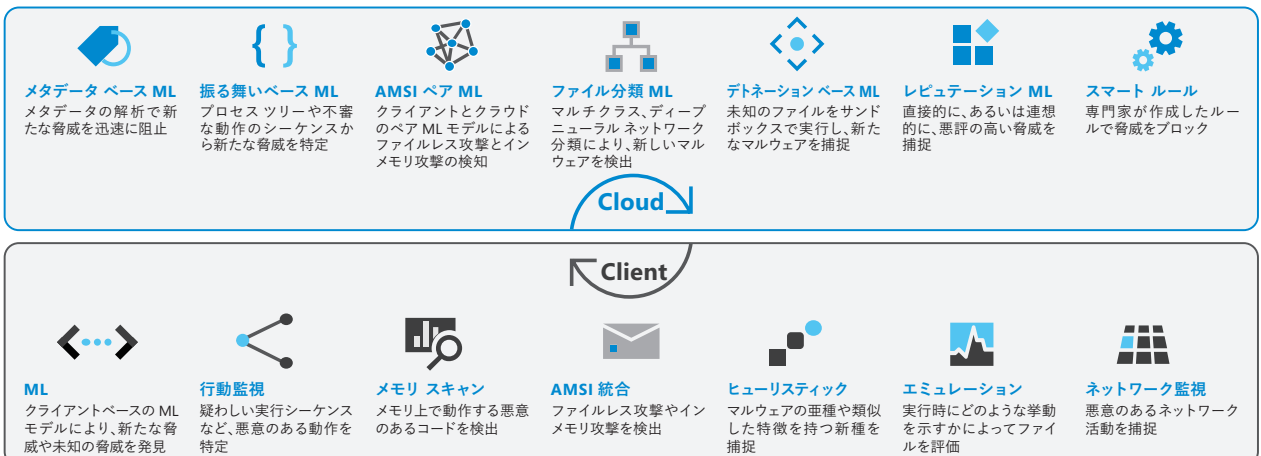 メタデータ ベース ML
メタデータの解析で新
たな脅威を迅速に阻止
振る舞いベース ML
プロセス ツリーや不審
な動作のシーケンスか
ら新たな脅威を特定
AMSI ペア ML
クライアントとクラウド
のペア ML モデルによる
ファイルレス攻撃とイン
メモリ攻撃の検知
ファイル分類 ML
マルチクラス、ディープ
ニューラル ネットワーク
分類により、新しいマル
ウェアを検出
デトネーション ベース ML
未知のファイルをサンド
ボックスで実行し、新た
なマルウェアを捕捉
レピュテーション ML
直接的に、あるいは連想
的に、悪評の高い脅威を
捕捉
スマート ルール
専門家が作成したルー
ルで脅威をブロック
Cloud
Client
ML
クライアントベースの ML
モデルにより、新たな脅
威や未知の脅威を発見
行動監視
疑わしい実行シーケンス
など、悪意のある動作を
特定
メモリ スキャン
メモリ上で動作する悪意
のあるコードを検出
AMSI 統合
ファイルレス攻撃やイン
メモリ攻撃を検出
ヒューリスティック
マルウェアの亜種や類似
した特徴を持つ新種を
捕捉
エミュレーション
実行時にどのような挙動
を示すかによってファイ
ルを評価
ネットワーク監視
悪意のあるネットワーク
活動を捕捉